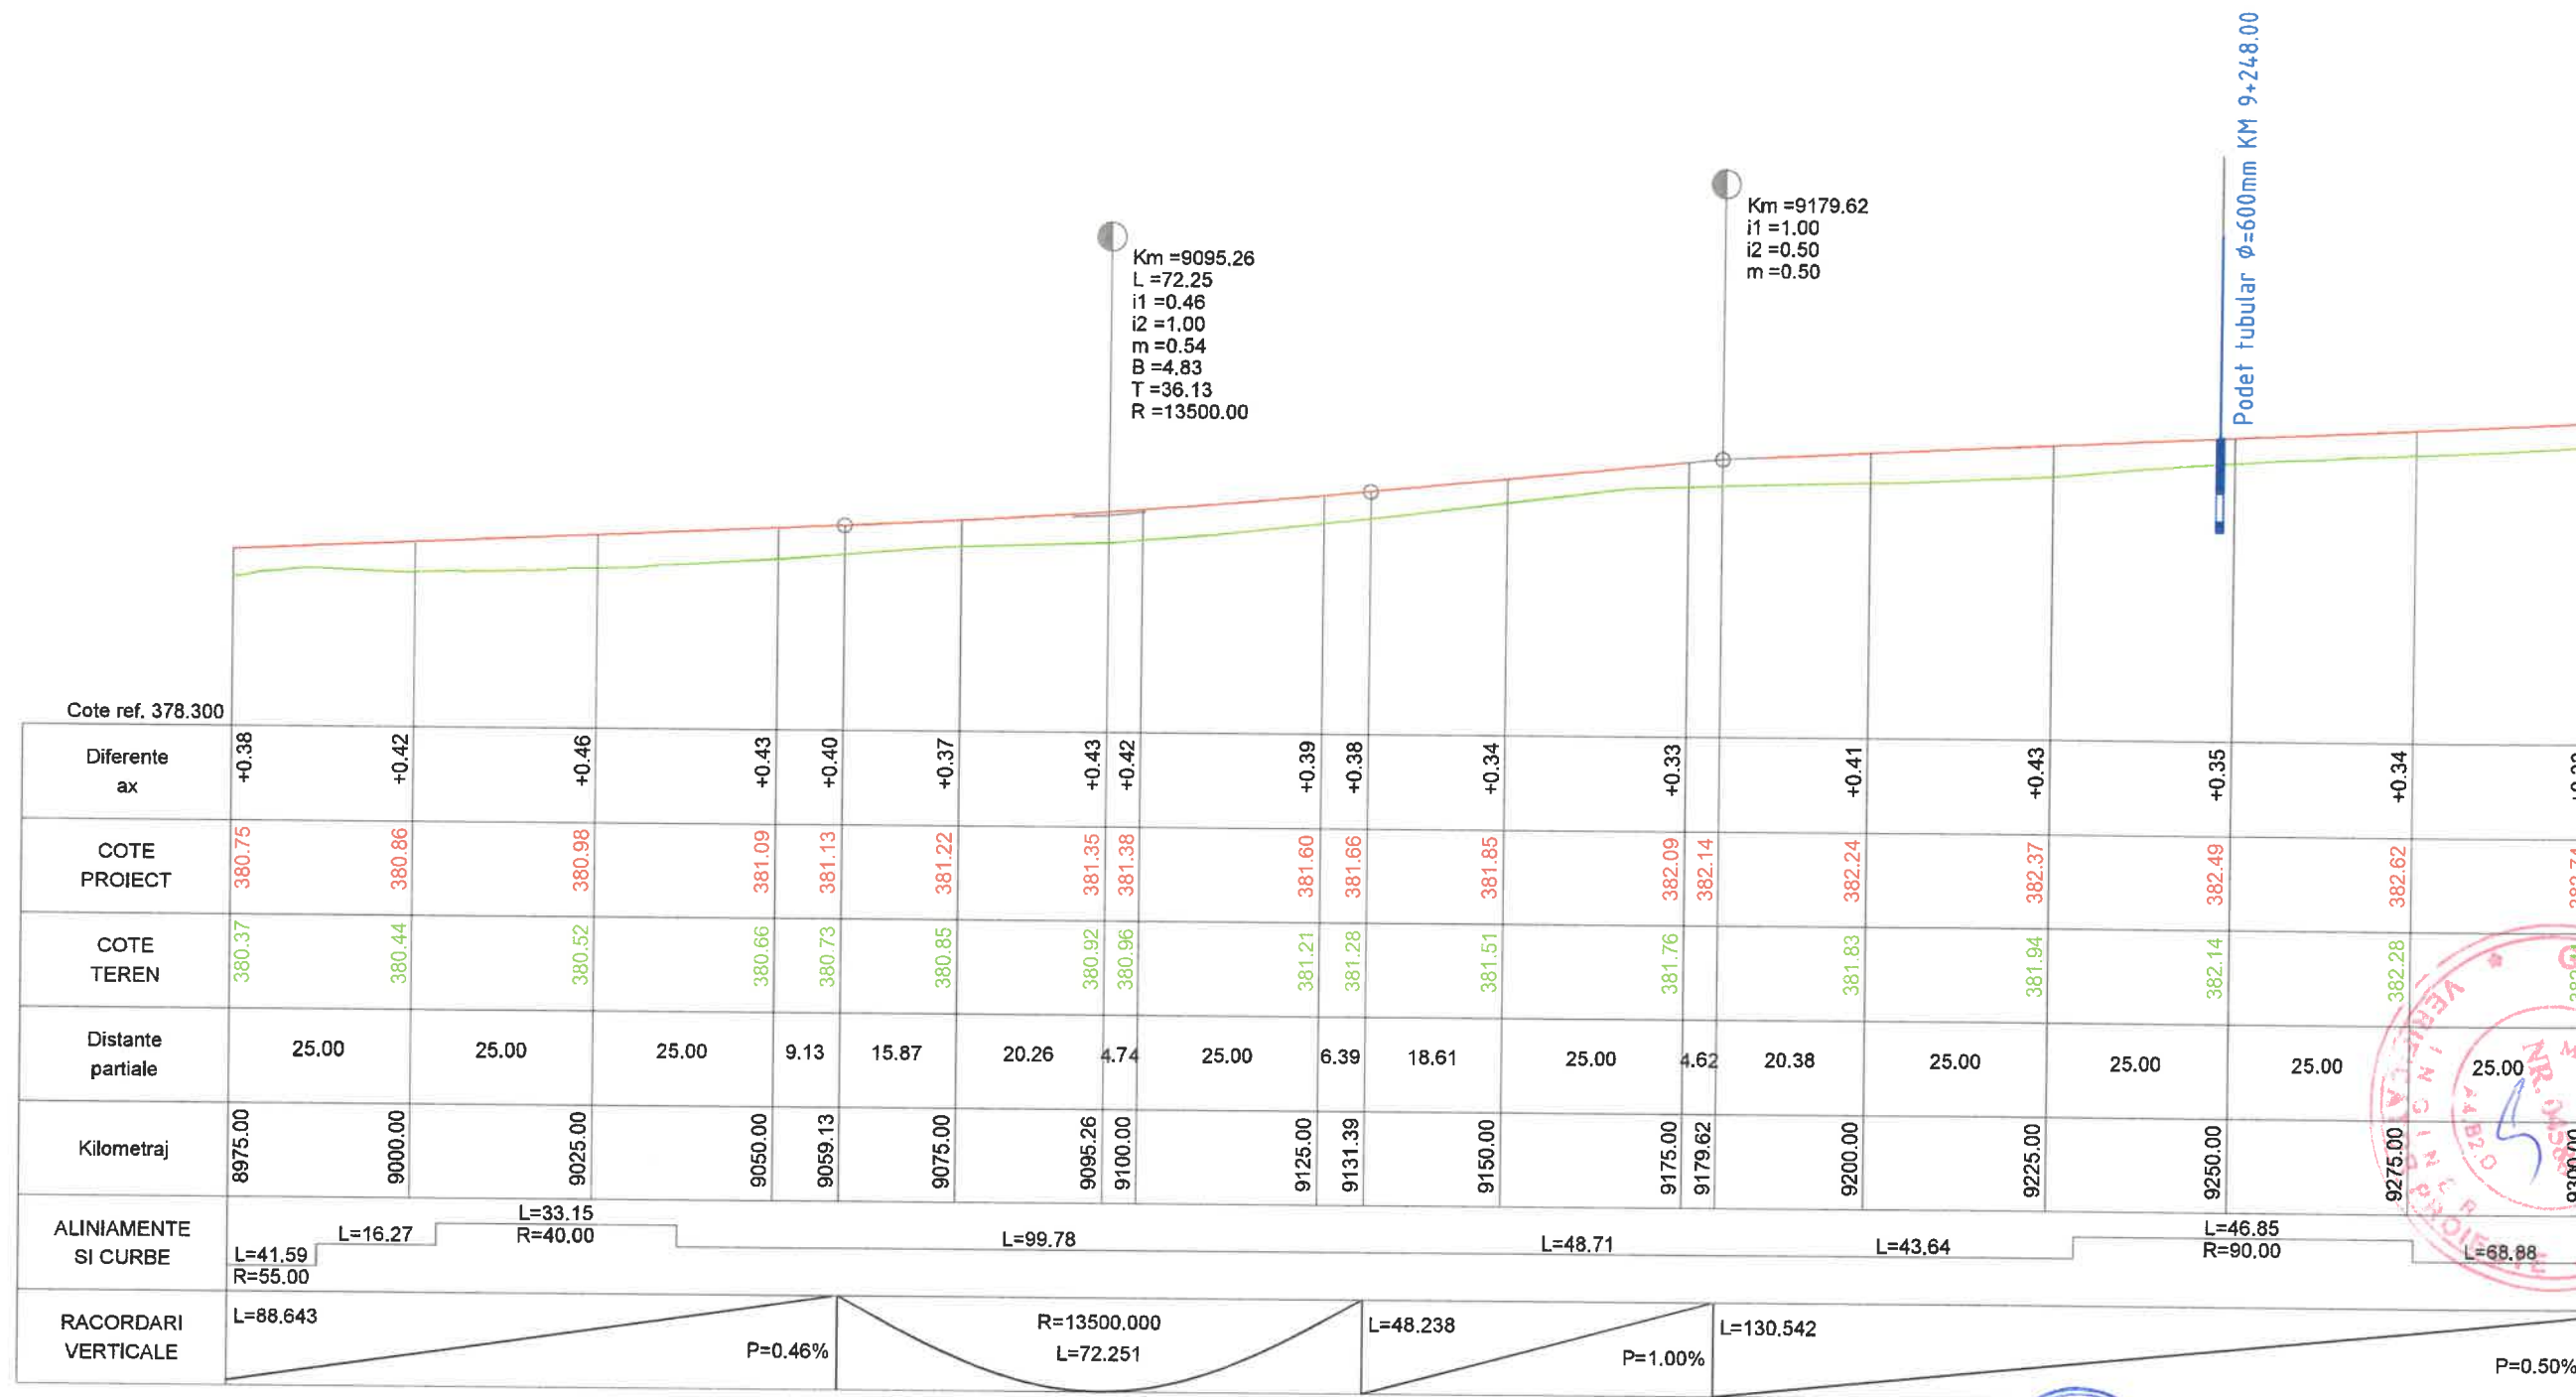 Podet tubular Ø=600mm KM 9+248.00
Km =9095.26
L =72.25
i1 =0.46
i2 =1.00
m =0.54
B =4.83
T =36.13
R =13500.00
Km =9179.62
i1 =1.00
i2 =0.50
m =0.50
Cote ref. 378.300
Diferente
ax
+0.38 +0.42 +0.46 +0.43 +0.40 +0.37 +0.43 +0.42 +0.39 +0.38 +0.34 +0.33 +0.41 +0.43 +0.35 +0.34
COTE
PROIECT
380.75 380.86 380.98 381.09 381.13 381.22 381.35 381.38 381.60 381.66 381.85 382.09 382.14 382.24 382.37 382.49 382.62 382.74
COTE
TEREN
380.37 380.44 380.52 380.66 380.73 380.85 380.92 380.96 381.21 381.28 381.51 381.76 381.83 381.94 382.14 382.28
Distante
partiale
25.00 25.00 25.00 9.13 15.87 20.26 4.74 25.00 6.39 18.61 25.00 4.62 20.38 25.00 25.00 25.00 25.00
Kilometraj
8975.00 9000.00 9025.00 9050.00 9059.13 9075.00 9095.26 9100.00 9125.00 9131.39 9150.00 9175.00 9179.62 9200.00 9225.00 9250.00 9275.00 9300.00
ALINIAMENTE
SI CURBE
L=41.59
R=55.00
L=16.27
L=33.15
R=40.00
L=99.78
L=48.71
L=43.64
L=46.85
R=90.00
L=68.88
RACORDARI
VERTICALE
L=88.643
P=0.46%
R=13500.000
L=72.251
L=48.238
P=1.00%
L=130.542
P=0.50%
INGINER
NR.